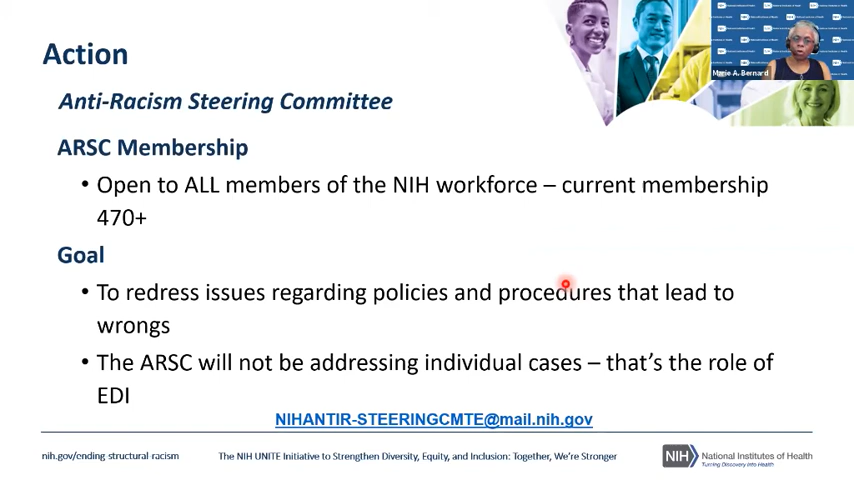 Action
Marie A. Bernard
Anti-Racism Steering Committee
ARSC Membership
• Open to ALL members of the NIH workforce – current membership
470+
Goal
• To redress issues regarding policies and procedures that lead to
wrongs
• The ARSC will not be addressing individual cases – that's the role of
EDI
NIHANTIR-STEERINGCMTE@mail.nih.gov
nih.gov/ending-structural-racism
The NIH UNITE Initiative to Strengthen Diversity, Equity, and Inclusion: Together, We're Stronger
NIH National Institutes of Health
Turning Discovery Into Health